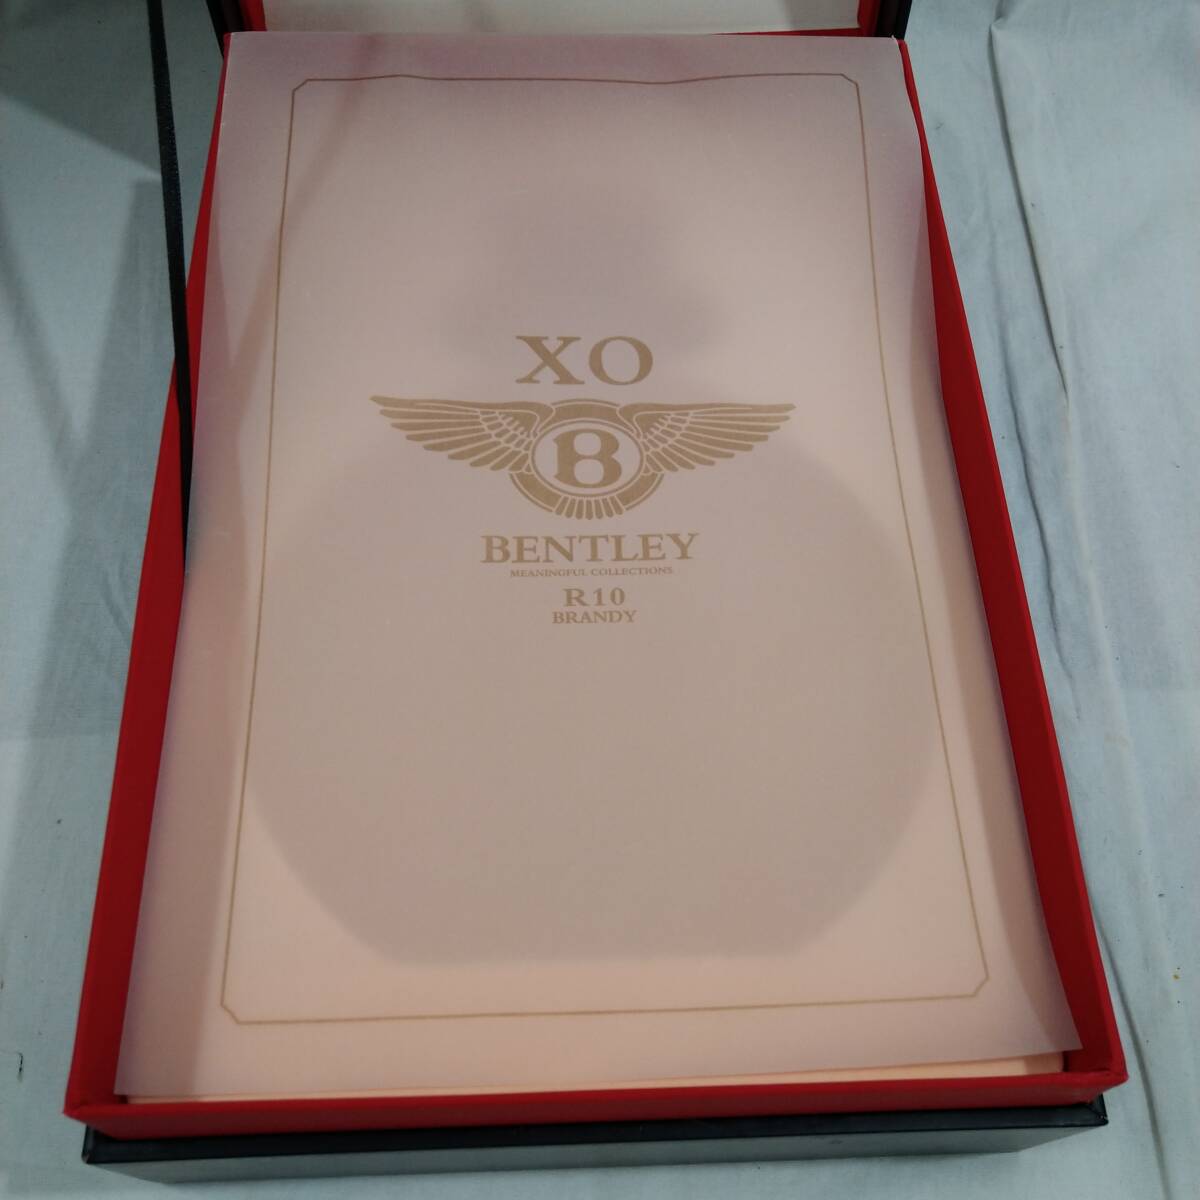 XO
B
BENTLEY
MEANINGFUL COLLECTIONS
R10
BRANDY